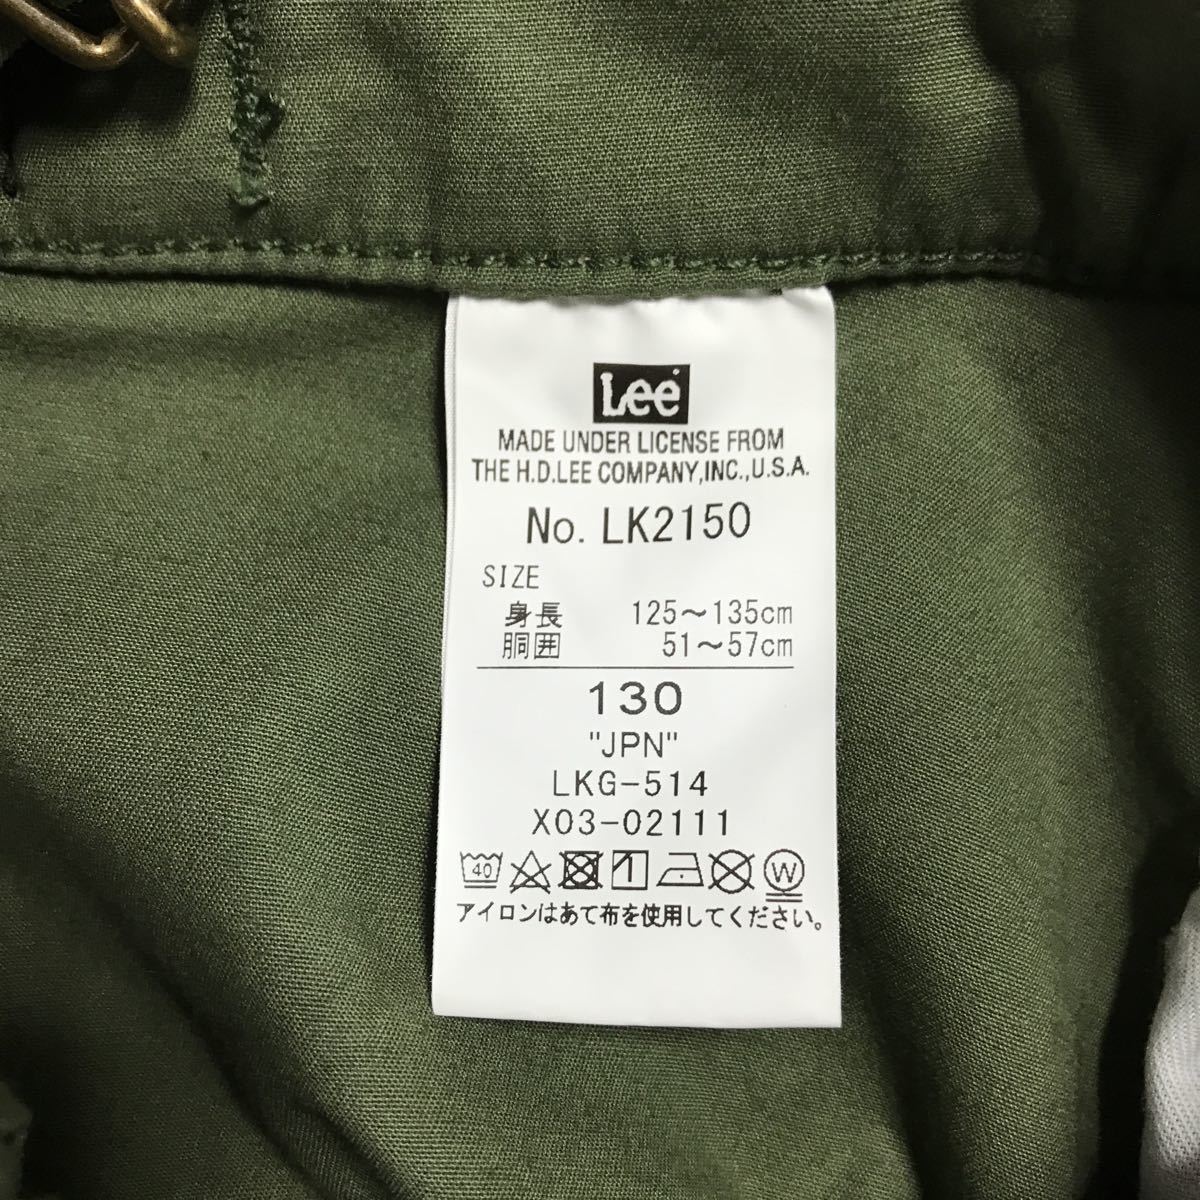 Lee
MADE UNDER LICENSE FROM
THE H.D.LEE COMPANY,INC.,U.S.A.
No. LK2150
SIZE
身長 125～135cm
胴囲 51～57cm
130
"JPN"
LKG-514
X03-02111
40 W
アイロンはあて布を使用してください。